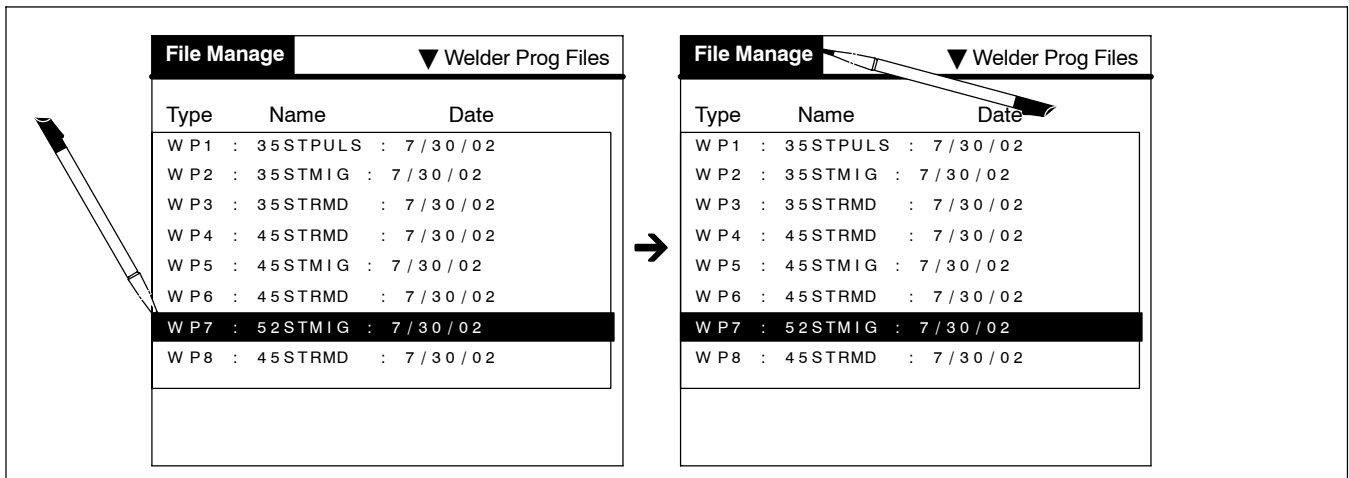 File Manage ▼ Welder Prog Files
Type Name Date
WP1 : 35STPULS : 7/30/02
WP2 : 35STMIG : 7/30/02
WP3 : 35STRMD : 7/30/02
WP4 : 45STRMD : 7/30/02
WP5 : 45STMIG : 7/30/02
WP6 : 45STRMD : 7/30/02
WP7 : 52STMIG : 7/30/02
WP8 : 45STRMD : 7/30/02
➔
File Manage ▼ Welder Prog Files
Type Name Date
WP1 : 35STPULS : 7/30/02
WP2 : 35STMIG : 7/30/02
WP3 : 35STRMD : 7/30/02
WP4 : 45STRMD : 7/30/02
WP5 : 45STMIG : 7/30/02
WP6 : 45STRMD : 7/30/02
WP7 : 52STMIG : 7/30/02
WP8 : 45STRMD : 7/30/02